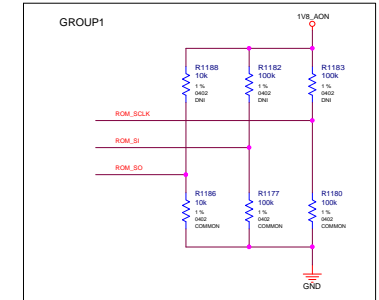 GROUP1
1V8_AON
R1188
10k
1 %
0402
DNI
R1182
100k
1 %
0402
DNI
R1183
100k
1 %
0402
DNI
ROM_SCLK
ROM_SI
ROM_SO
R1186
10k
1 %
0402
COMMON
R1177
100k
1 %
0402
COMMON
R1180
100k
1 %
0402
COMMON
GND